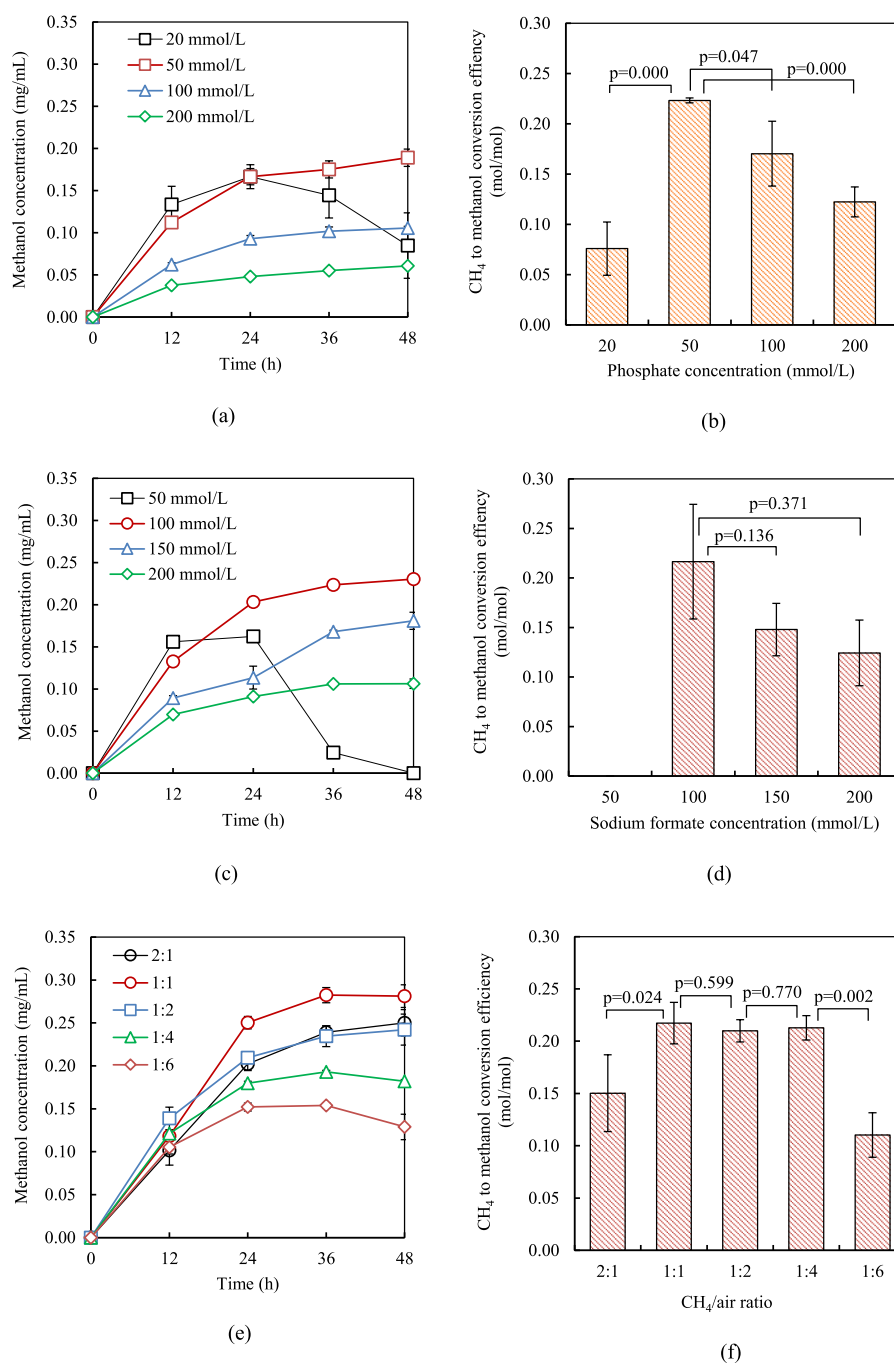 0.35
0.30
0.25
0.20
0.15
0.10
0.05
0.00
Methanol concentration (mg/mL)
20 mmol/L
50 mmol/L
100 mmol/L
200 mmol/L
0 12 24 36 48
Time (h)
(a)
0.30
0.25
0.20
0.15
0.10
0.05
0.00
CH4 to methanol conversion effiency
(mol/mol)
p=0.047
p=0.000
p=0.000
20 50 100 200
Phosphate concentration (mmol/L)
(b)
0.35
0.30
0.25
0.20
0.15
0.10
0.05
0.00
Methanol concentration (mg/mL)
50 mmol/L
100 mmol/L
150 mmol/L
200 mmol/L
0 12 24 36 48
Time (h)
(c)
0.30
0.25
0.20
0.15
0.10
0.05
0.00
CH4 to methanol conversion effiency
(mol/mol)
p=0.371
p=0.136
50 100 150 200
Sodium formate concentration (mmol/L)
(d)
0.35
0.30
0.25
0.20
0.15
0.10
0.05
0.00
Methanol concentration (mg/mL)
2:1
1:1
1:2
1:4
1:6
0 12 24 36 48
Time (h)
(e)
0.30
0.25
0.20
0.15
0.10
0.05
0.00
CH4 to methanol conversion efficiency
(mol/mol)
p=0.024
p=0.599
p=0.770
p=0.002
2:1 1:1 1:2 1:4 1:6
CH4/air ratio
(f)